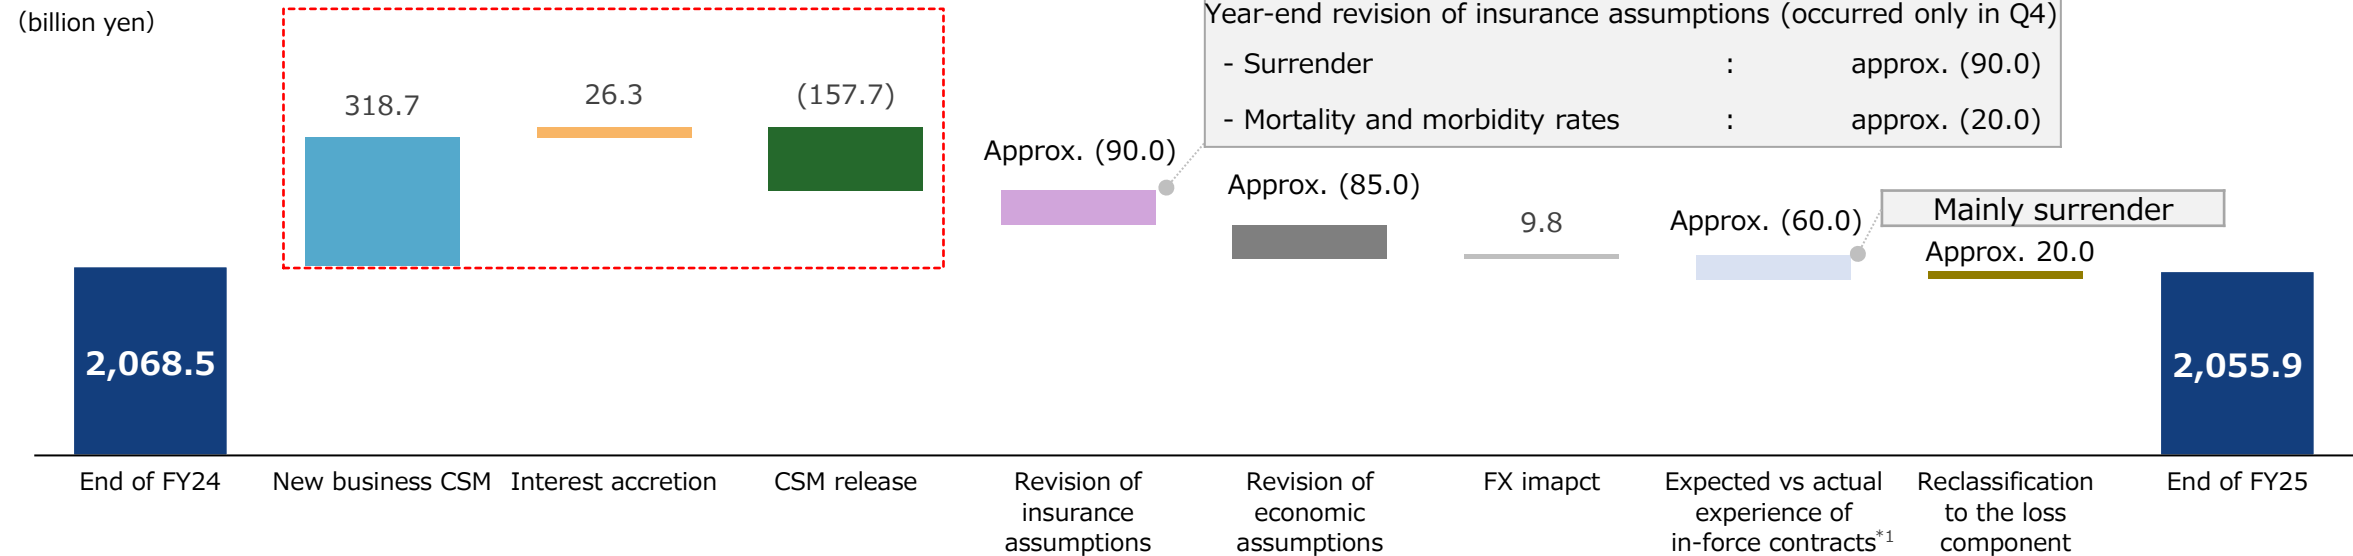 （billion yen）
Year-end revision of insurance assumptions (occurred only in Q4)
- Surrender : approx. (90.0)
- Mortality and morbidity rates : approx. (20.0)
318.7
26.3
(157.7)
Approx. (90.0)
Approx. (85.0)
9.8
Approx. (60.0)
Mainly surrender
Approx. 20.0
2,068.5
2,055.9
End of FY24
New business CSM
Interest accretion
CSM release
Revision of
insurance
assumptions
Revision of
economic
assumptions
FX imapct
Expected vs actual
experience of
in-force contracts*1
Reclassification
to the loss
component
End of FY25